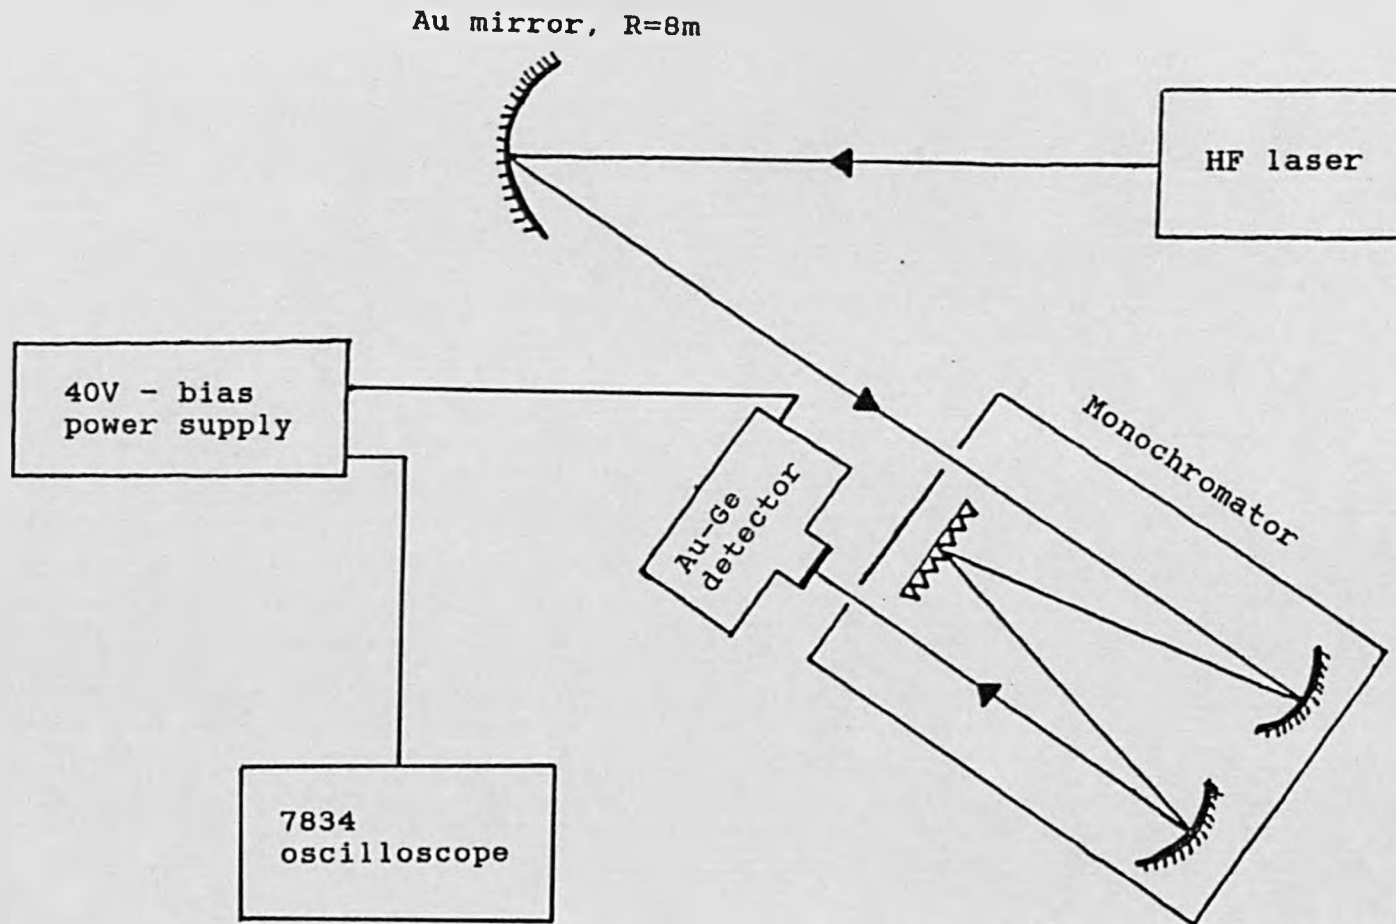 Au mirror, R=8m
HF laser
40V - bias
power supply
Monochromator
Au-Ge
detector
7834
oscilloscope